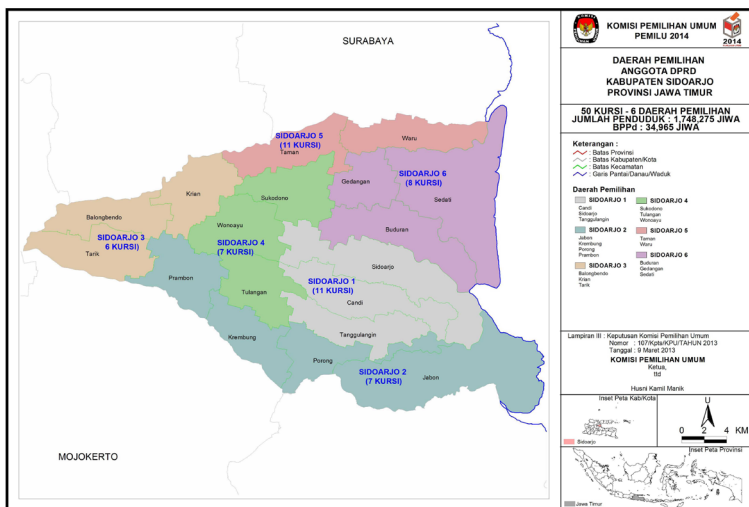 SURABAYA
SIDOARJO 5
(11 KURSI)
Taman
Waru
Gedangan
SIDOARJO 6
(8 KURSI)
Sedati
Krian
Sukodono
Balongbendo
Wonoayu
Buduran
SIDOARJO 3
6 KURSI)
Tarik
SIDOARJO 4
(7 KURSI)
Sidoarjo
Prambon
SIDOARJO 1
(11 KURSI)
Tulangan
Candi
Krembung
Tanggulangin
Porong
SIDOARJO 2
(7 KURSI)
Jabon
MOJOKERTO
KOMISI PEMILIHAN UMUM
PEMILU 2014
2014
DAERAH PEMILIHAN
ANGGOTA DPRD
KABUPATEN SIDOARJO
PROVINSI JAWA TIMUR
50 KURSI - 6 DAERAH PEMILIHAN
JUMLAH PENDUDUK : 1,748,275 JIWA
BPPd : 34,965 JIWA
Keterangan :
: Batas Provinsi
: Batas Kabupaten/Kota
: Batas Kecamatan
: Garis Pantai/Danau/Waduk
Daerah Pemilihan
SIDOARJO 1
Candi
Sidoarjo
Tanggulangin
SIDOARJO 2
Jabon
Krembung
Porong
Prambon
SIDOARJO 3
Balongbendo
Krian
Tarik
SIDOARJO 4
Sukodono
Tulangan
Wonoayu
SIDOARJO 5
Taman
Waru
SIDOARJO 6
Buduran
Gedangan
Sedati
Lampiran III : Keputusan Komisi Pemilihan Umum
Nomor : 107/Kpts/KPU/TAHUN 2013
Tanggal : 9 Maret 2013
KOMISI PEMILIHAN UMUM
Ketua,
ttd
Husni Kamil Manik
Inset Peta Kab/Kota
Sidoarjo
U
0 2 4 KM
Inset Peta Provinsi
Jawa Timur